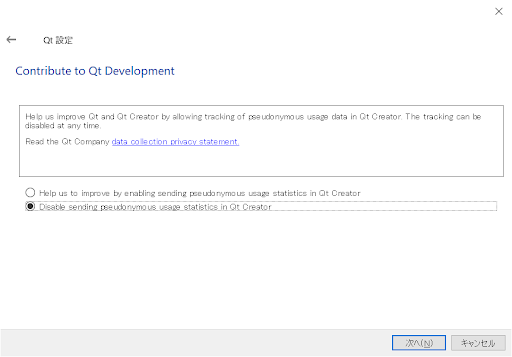 Qt 設定
Contribute to Qt Development
Help us improve Qt and Qt Creator by allowing tracking of pseudonymous usage data in Qt Creator. The tracking can be
disabled at any time.
Read the Qt Company data collection privacy statement.
Help us to improve by enabling sending pseudonymous usage statistics in Qt Creator
Disable sending pseudonymous usage statistics in Qt Creator
次へ(N)
キャンセル